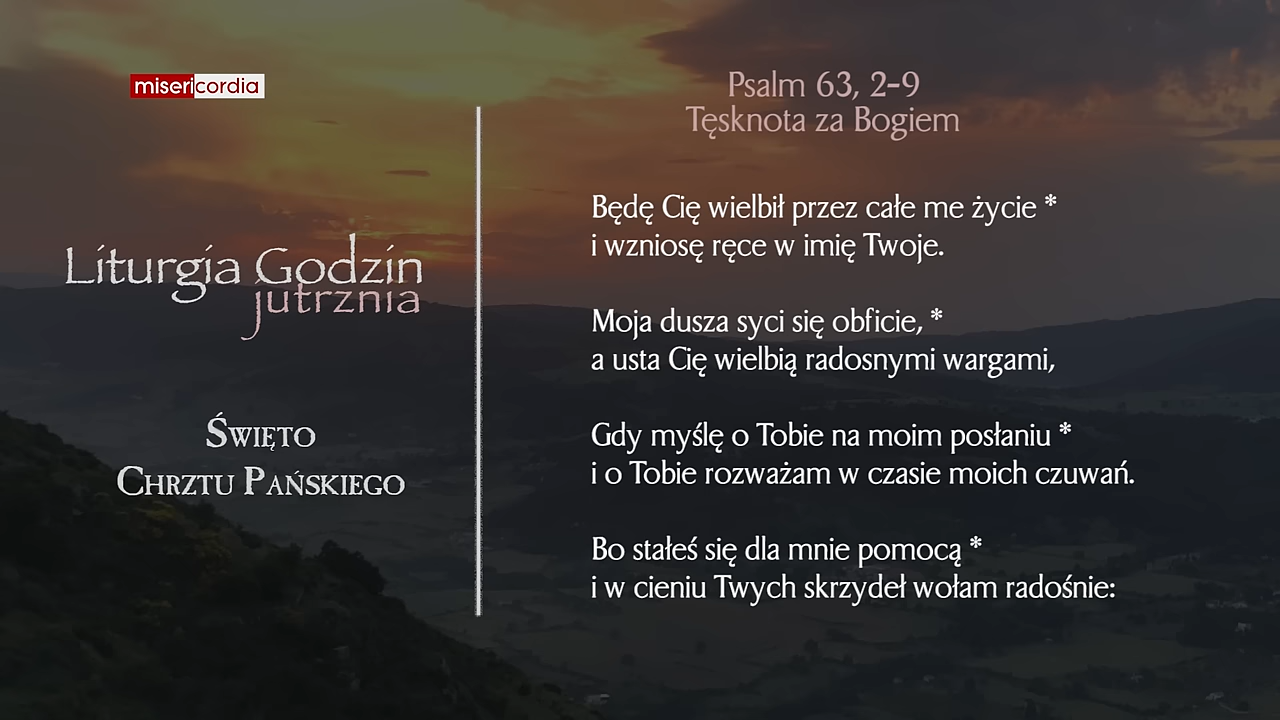 misericordia
Liturgia Godzin
jutrznia
Święto
Chrztu Pańskiego
Psalm 63, 2-9
Tęsknota za Bogiem
Będę Cię wielbił przez całe me życie *
i wzniosę ręce w imię Twoje.
Moja dusza syci się obficie, *
a usta Cię wielbią radosnymi wargami,
Gdy myślę o Tobie na moim posłaniu *
i o Tobie rozważam w czasie moich czuwań.
Bo stałeś się dla mnie pomocą *
i w cieniu Twych skrzydeł wołam radośnie: